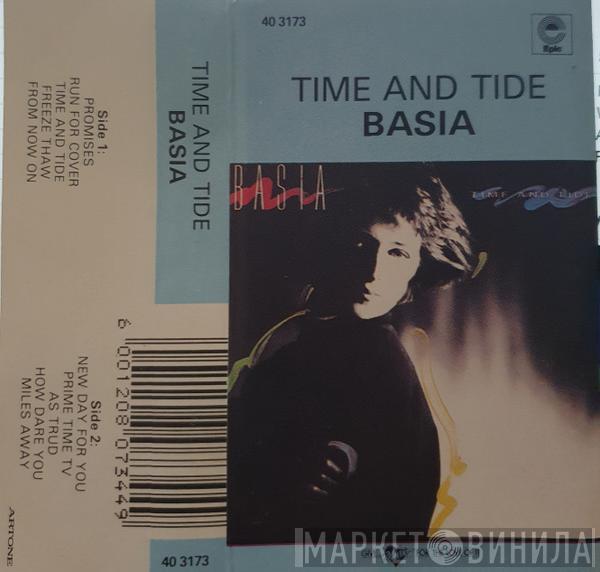 Side 1:
PROMISES
RUN FOR COVER
TIME AND TIDE
FREEZE THAW
FROM NOW ON
Side 2:
NEW DAY FOR YOU
PRIME TIME TV
AS TRUD
HOW DARE YOU
MILES AWAY
ARTONE
TIME AND TIDE
BASIA
6 001208 073449
40 3173
40 3173
Epic
TIME AND TIDE
BASIA
BASIA
TIME AND TIDE
МАРКЕТ ВИНИЛА